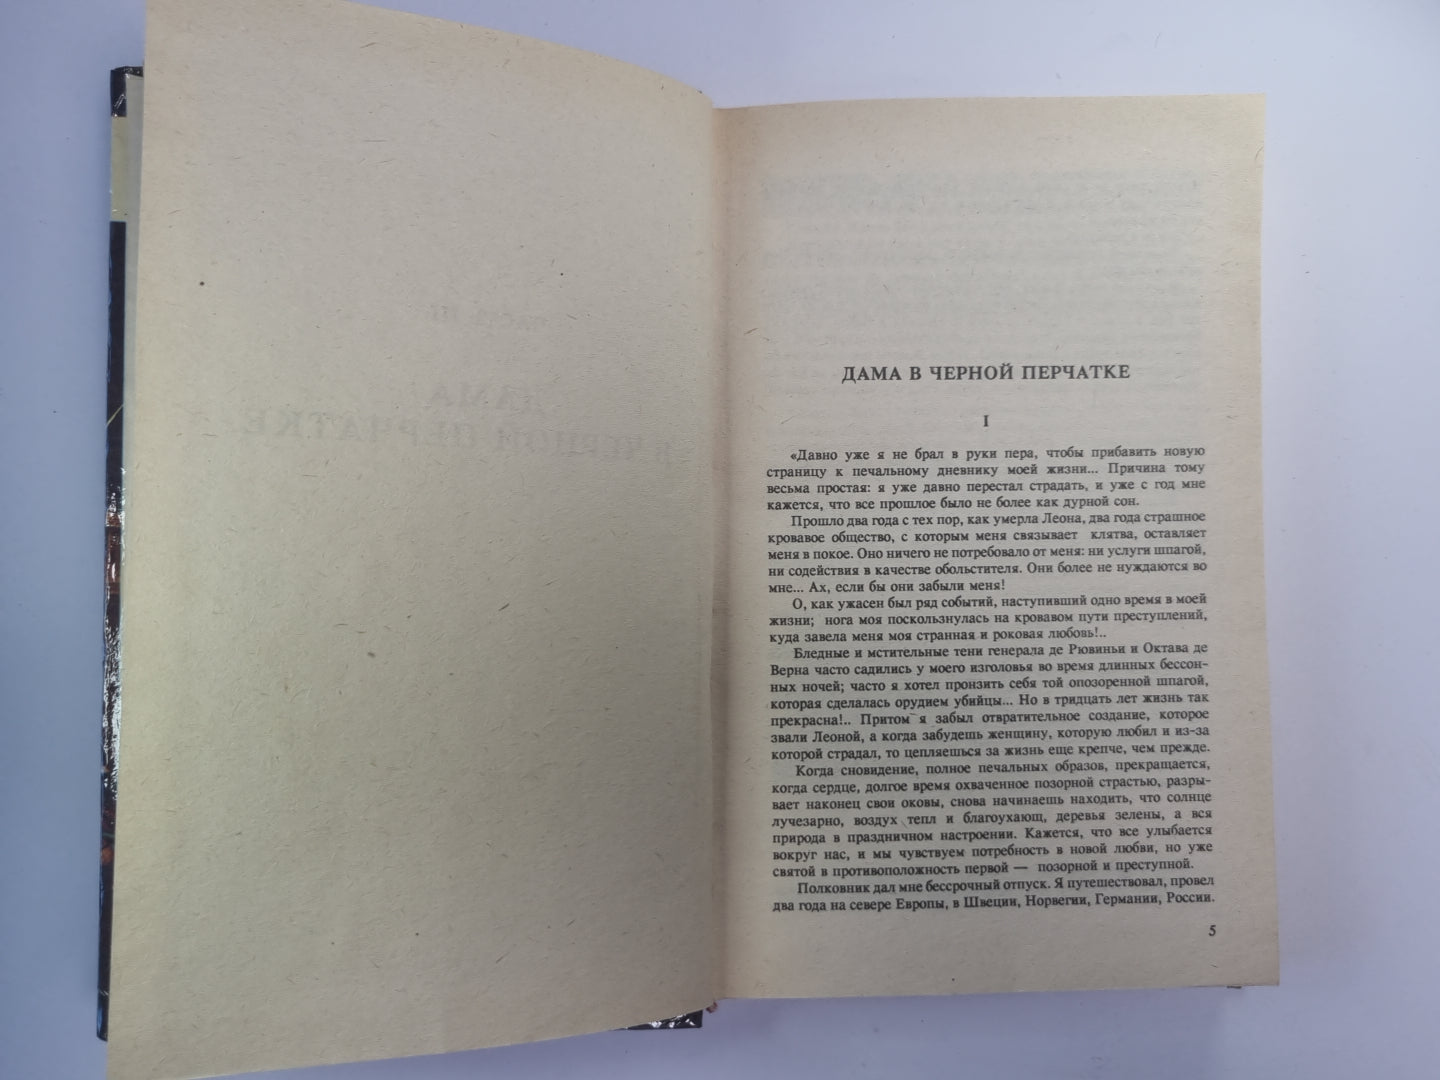 ДАМА В ЧЕРНОЙ ПЕРЧАТКЕ
I
«Давно уже я не брал в руки пера, чтобы прибавить новую
страницу к печальному дневнику моей жизни... Причина тому
весьма простая: я уже давно перестал страдать, и уже с год мне
кажется, что все прошлое было не более как дурной сон.
Прошло два года с тех пор, как умерла Леона, два года страшное
кровавое общество, с которым меня связывает клятва, оставляет
меня в покое. Оно ничего не потребовало от меня: ни услуги шпагой,
ни содействия в качестве обольстителя. Они более не нуждаются во
мне... Ах, если бы они забыли меня!
О, как ужасен был ряд событий, наступивший одно время в моей
жизни; нога моя поскользнулась на кровавом пути преступлений,
куда завела меня моя странная и роковая любовь!..
Бледные и мстительные тени генерала де Рювиньи и Октава де
Верна часто садились у моего изголовья во время длинных бессон-
ных ночей; часто я хотел пронзить себя той опозоренной шпагой,
которая сделалась орудием убийцы... Но в тридцать лет жизнь так
прекрасна!.. Притом я забыл отвратительное создание, которое
звали Леоной, а когда забудешь женщину, которую любил и из-за
которой страдал, то цепляешься за жизнь еще крепче, чем прежде.
Когда сновидение, полное печальных образов, прекращается,
когда сердце, долгое время охваченное позорной страстью, разры-
вает наконец свои оковы, снова начинаешь находить, что солнце
лучезарно, воздух тепл и благоухающ, деревья зелены, а вся
природа в праздничном настроении. Кажется, что все улыбается
вокруг нас, и мы чувствуем потребность в новой любви, но уже
святой в противоположность первой — позорной и преступной.
Полковник дал мне бессрочный отпуск. Я путешествовал, провел
два года на севере Европы, в Швеции, Норвегии, Германии, России.
5